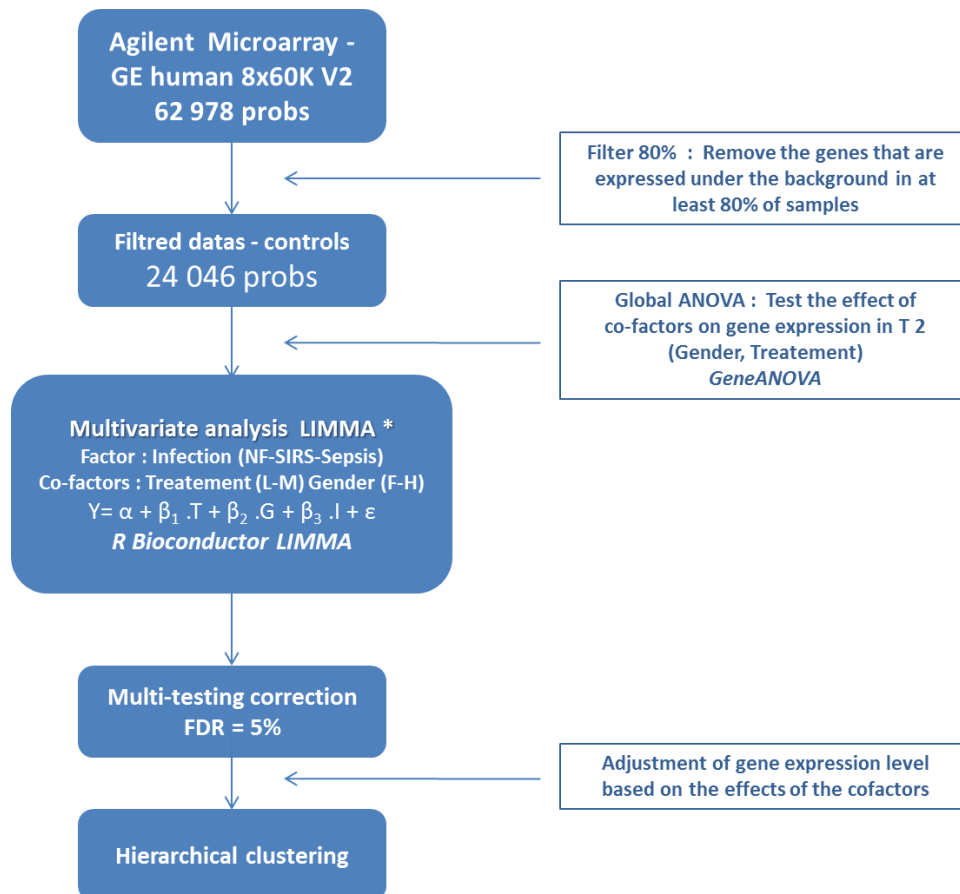 Agilent Microarray -
GE human 8x60K V2
62 978 probs
Filter 80% : Remove the genes that are
expressed under the background in at
least 80% of samples
Filtred datas - controls
24 046 probs
Global ANOVA : Test the effect of
co-factors on gene expression in T 2
(Gender, Treatement)
GeneANOVA
Multivariate analysis LIMMA *
Factor : Infection (NF-SIRS-Sepsis)
Co-factors : Treatement (L-M) Gender (F-H)
Y= α + β₁ .T + β₂ .G + β₃ .I + ε
R Bioconductor LIMMA
Multi-testing correction
FDR = 5%
Adjustment of gene expression level
based on the effects of the cofactors
Hierarchical clustering